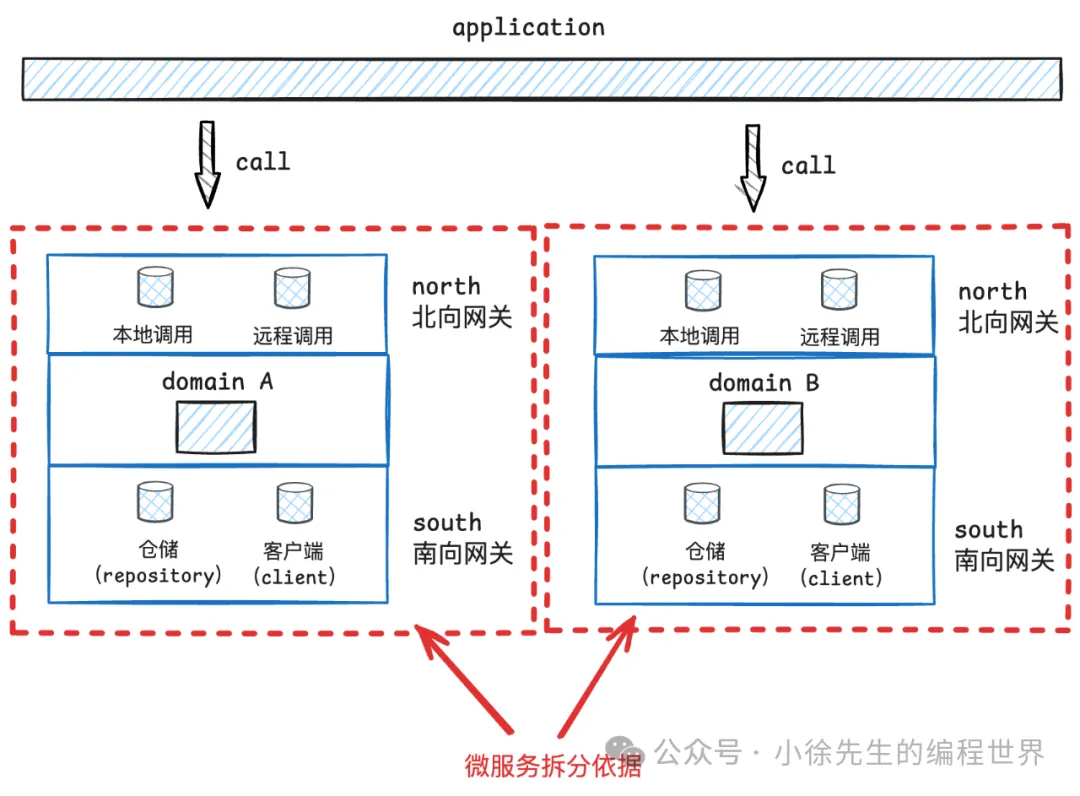 application
call
call
本地调用
远程调用
north
北向网关
domain A
仓储
(repository)
客户端
(client)
south
南向网关
本地调用
远程调用
north
北向网关
domain B
仓储
(repository)
客户端
(client)
south
南向网关
微服务拆分依据
公众号 · 小徐先生的编程世界